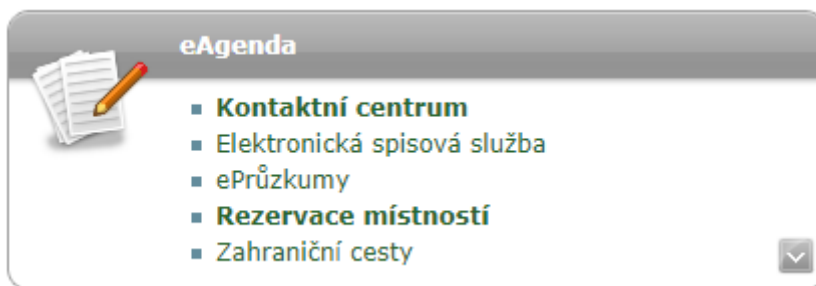 eAgenda
Kontaktní centrum
Elektronická spisová služba
ePrůzkumy
Rezervace místností
Zahraniční cesty